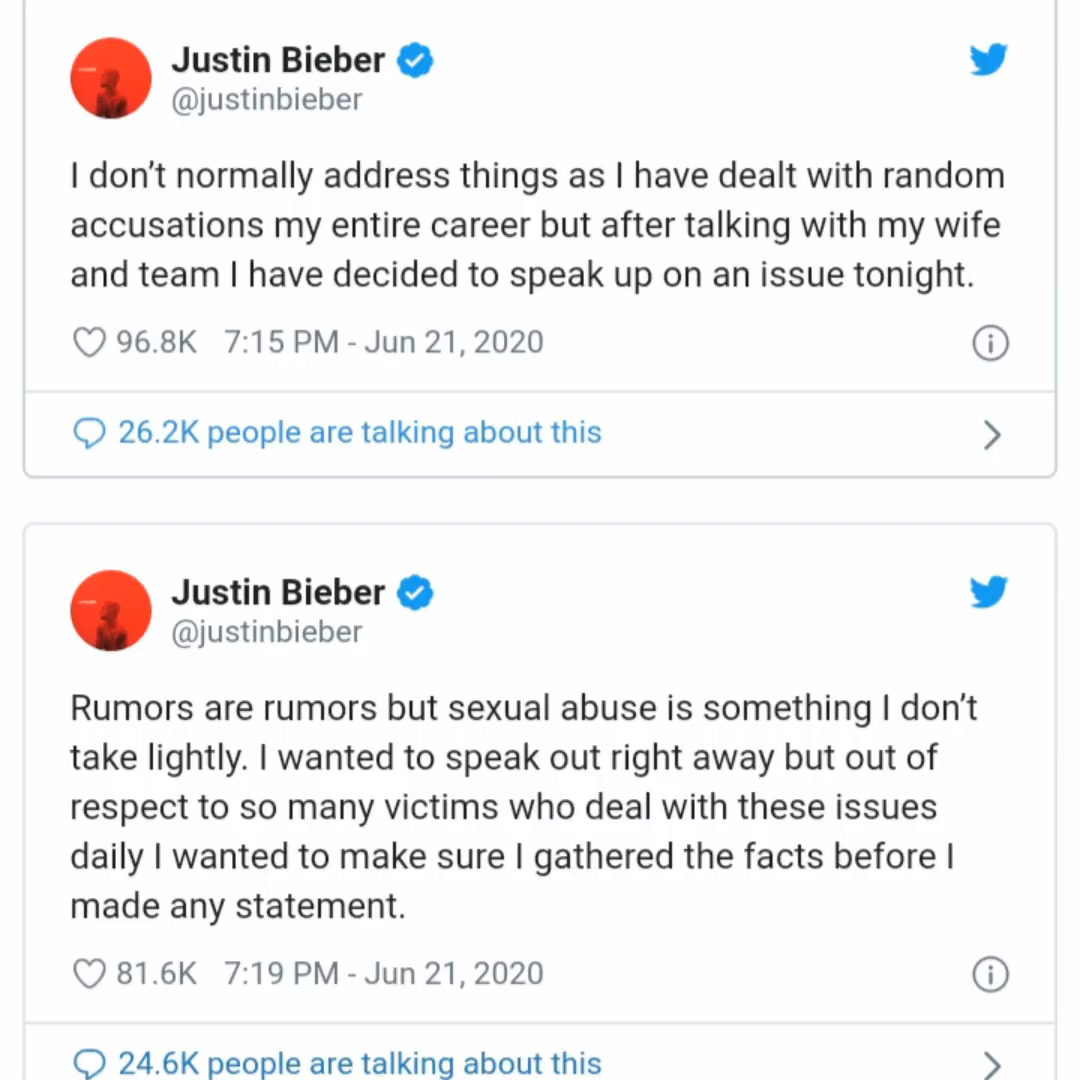 Justin Bieber
@justinbieber
I don’t normally address things as I have dealt with random
accusations my entire career but after talking with my wife
and team I have decided to speak up on an issue tonight.
96.8K 7:15 PM - Jun 21, 2020
26.2K people are talking about this
Justin Bieber
@justinbieber
Rumors are rumors but sexual abuse is something I don’t
take lightly. I wanted to speak out right away but out of
respect to so many victims who deal with these issues
daily I wanted to make sure I gathered the facts before I
made any statement.
81.6K 7:19 PM - Jun 21, 2020
24.6K people are talking about this